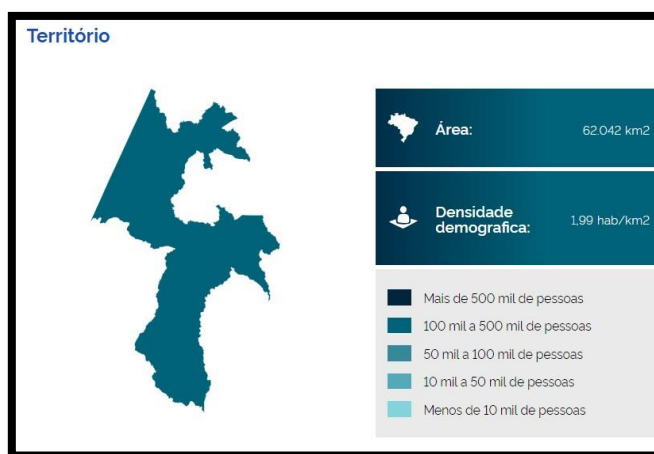 Território
Área: 62.042 km2
Densidade
demografica: 1,99 hab/km2
Mais de 500 mil de pessoas
100 mil a 500 mil de pessoas
50 mil a 100 mil de pessoas
10 mil a 50 mil de pessoas
Menos de 10 mil de pessoas